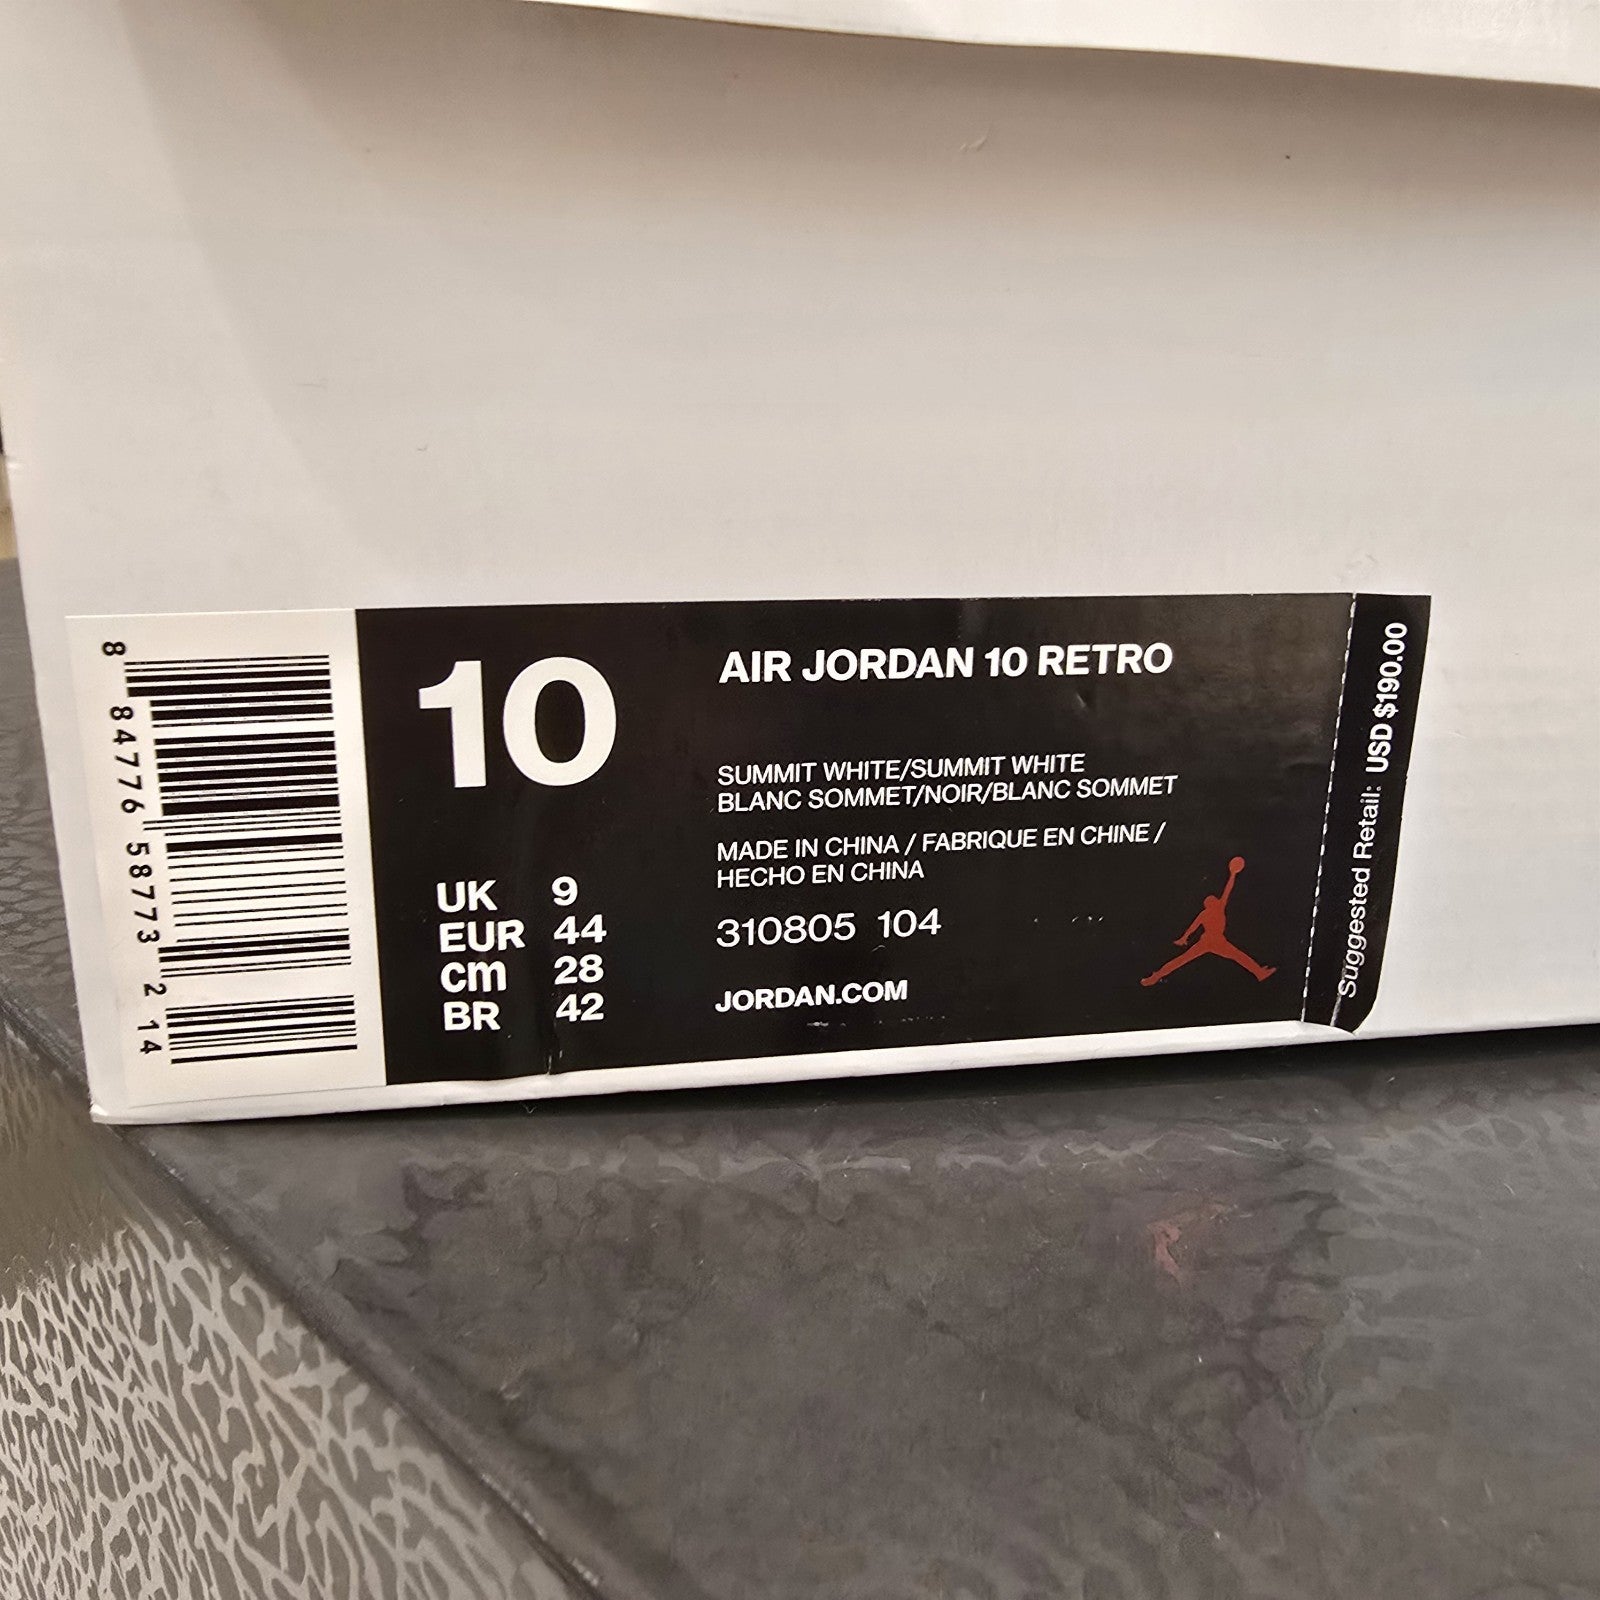 8 84776 58773 2 14
10
UK 9
EUR 44
cm 28
BR 42
AIR JORDAN 10 RETRO
SUMMIT WHITE/SUMMIT WHITE
BLANC SOMMET/NOIR/BLANC SOMMET
MADE IN CHINA / FABRIQUE EN CHINE /
HECHO EN CHINA
310805 104
JORDAN.COM
Suggested Retail: USD $190.00